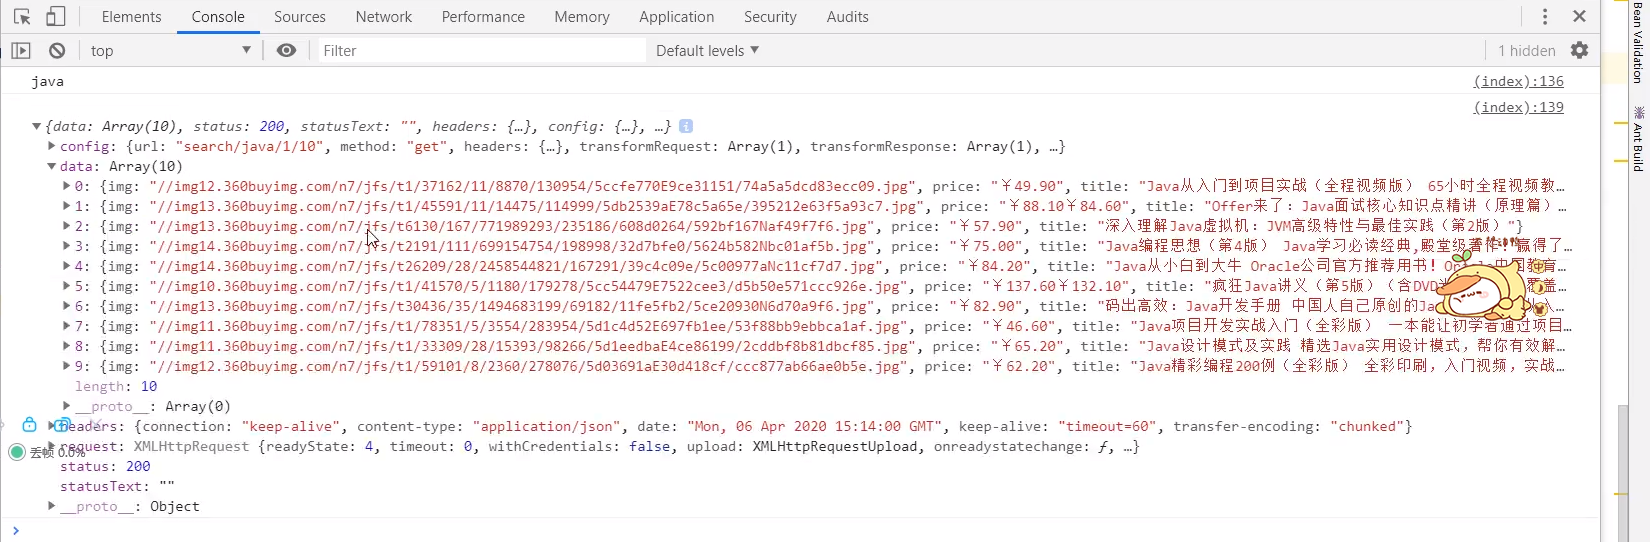 Elements Console Sources Network Performance Memory Application Security Audits
top Filter Default levels 1 hidden
java (index):136
(index):139
{data: Array(10), status: 200, statusText: "", headers: {…}, config: {…}, …}
config: {url: "search/java/1/10", method: "get", headers: {…}, transformRequest: Array(1), transformResponse: Array(1), …}
data: Array(10)
0: {img: "//img12.360buyimg.com/n7/jfs/t1/37162/11/8870/130954/5ccfe770E9ce31151/74a5a5dcd83ecc09.jpg", price: "￥49.90", title: "Java从入门到项目实战（全程视频版） 65小时全程视频教…
1: {img: "//img13.360buyimg.com/n7/jfs/t1/45591/11/14475/114999/5db2539aE78c5a65e/395212e63f5a93c7.jpg", price: "￥88.10￥84.60", title: "Offer来了：Java面试核心知识点精讲（原理篇）…
2: {img: "//img13.360buyimg.com/n7/jfs/t6130/167/771989293/235186/608d0264/592bf167Naf49f7f6.jpg", price: "￥57.90", title: "深入理解Java虚拟机：JVM高级特性与最佳实践（第2版）"}
3: {img: "//img14.360buyimg.com/n7/jfs/t2191/111/699154754/198998/32d7bfe0/5624b582Nbc01af5b.jpg", price: "￥75.00", title: "Java编程思想（第4版） Java学习必读经典,殿堂级著作！赢得了…
4: {img: "//img14.360buyimg.com/n7/jfs/t26209/28/2458544821/167291/39c4c09e/5c00977aNc11cf7d7.jpg", price: "￥84.20", title: "Java从小白到大牛 Oracle公司官方推荐用书！Oracle中国教育…
5: {img: "//img10.360buyimg.com/n7/jfs/t1/41570/5/1180/179278/5cc54479E7522cee3/d5b50e571ccc926e.jpg", price: "￥137.60￥132.10", title: "疯狂Java讲义（第5版）（含DVD 覆盖…
6: {img: "//img13.360buyimg.com/n7/jfs/t30436/35/1494683199/69182/11fe5fb2/5ce20930N6d70a9f6.jpg", price: "￥82.90", title: "码出高效：Java开发手册 中国人自己原创的Jav 入…
7: {img: "//img11.360buyimg.com/n7/jfs/t1/78351/5/3554/283954/5d1c4d52E697fb1ee/53f88bb9ebbca1af.jpg", price: "￥46.60", title: "Java项目开发实战入门（全彩版） 一本能让初学者通过项目…
8: {img: "//img11.360buyimg.com/n7/jfs/t1/33309/28/15393/98266/5d1eedbaE4ce86199/2cddbf8b81dbcf85.jpg", price: "￥65.20", title: "Java设计模式及实践 精选Java实用设计模式，帮你有效解…
9: {img: "//img12.360buyimg.com/n7/jfs/t1/59101/8/2360/278076/5d03691aE30d418cf/ccc877ab66ae0b5e.jpg", price: "￥62.20", title: "Java精彩编程200例（全彩版） 全彩印刷，入门视频，实战…
length: 10
__proto__: Array(0)
headers: {connection: "keep-alive", content-type: "application/json", date: "Mon, 06 Apr 2020 15:14:00 GMT", keep-alive: "timeout=60", transfer-encoding: "chunked"}
request: XMLHttpRequest {readyState: 4, timeout: 0, withCredentials: false, upload: XMLHttpRequestUpload, onreadystatechange: ƒ, …}
丢帧 0.0%
status: 200
statusText: ""
__proto__: Object
Bean Validation
Ant Build